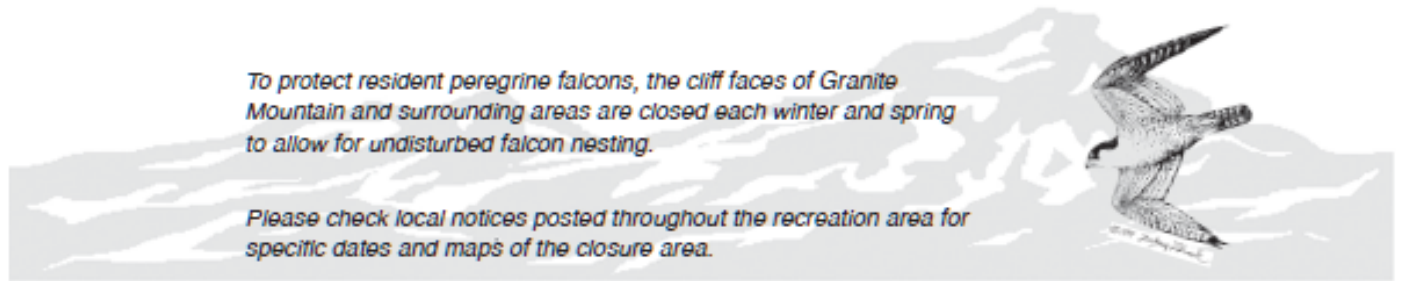 To protect resident peregrine falcons, the cliff faces of Granite
Mountain and surrounding areas are closed each winter and spring
to allow for undisturbed falcon nesting.
Please check local notices posted throughout the recreation area for
specific dates and maps of the closure area.